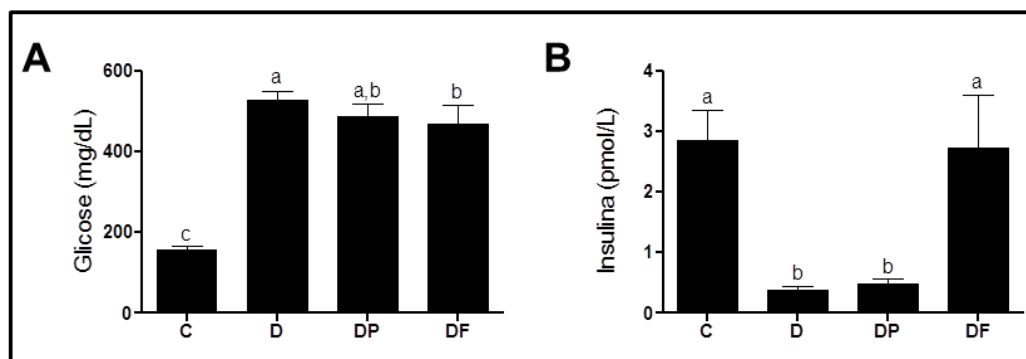 A
Glicose (mg/dL)
600
400
200
0
c
a
a,b
b
C D DP DF
B
Insulina (pmol/L)
4
3
2
1
0
a
b
b
a
C D DP DF